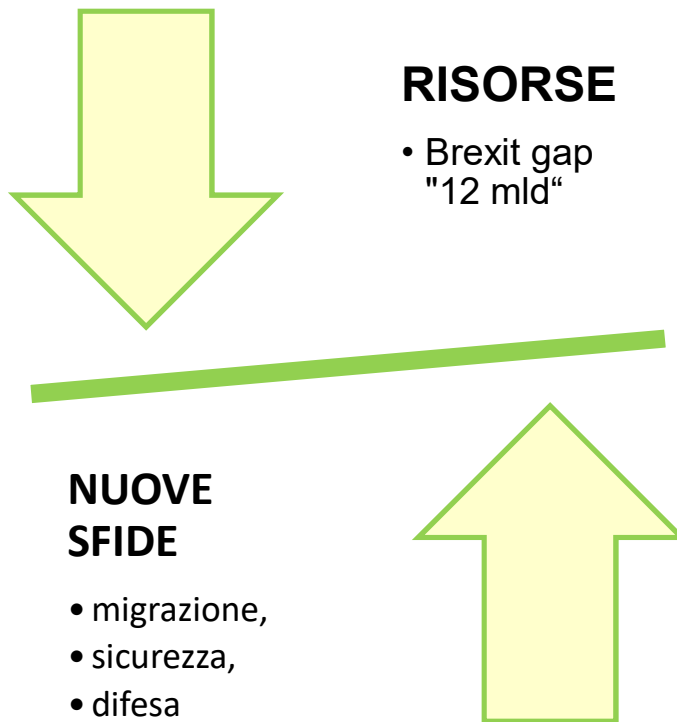 RISORSE
• Brexit gap
"12 mld“
NUOVE
SFIDE
• migrazione,
• sicurezza,
• difesa